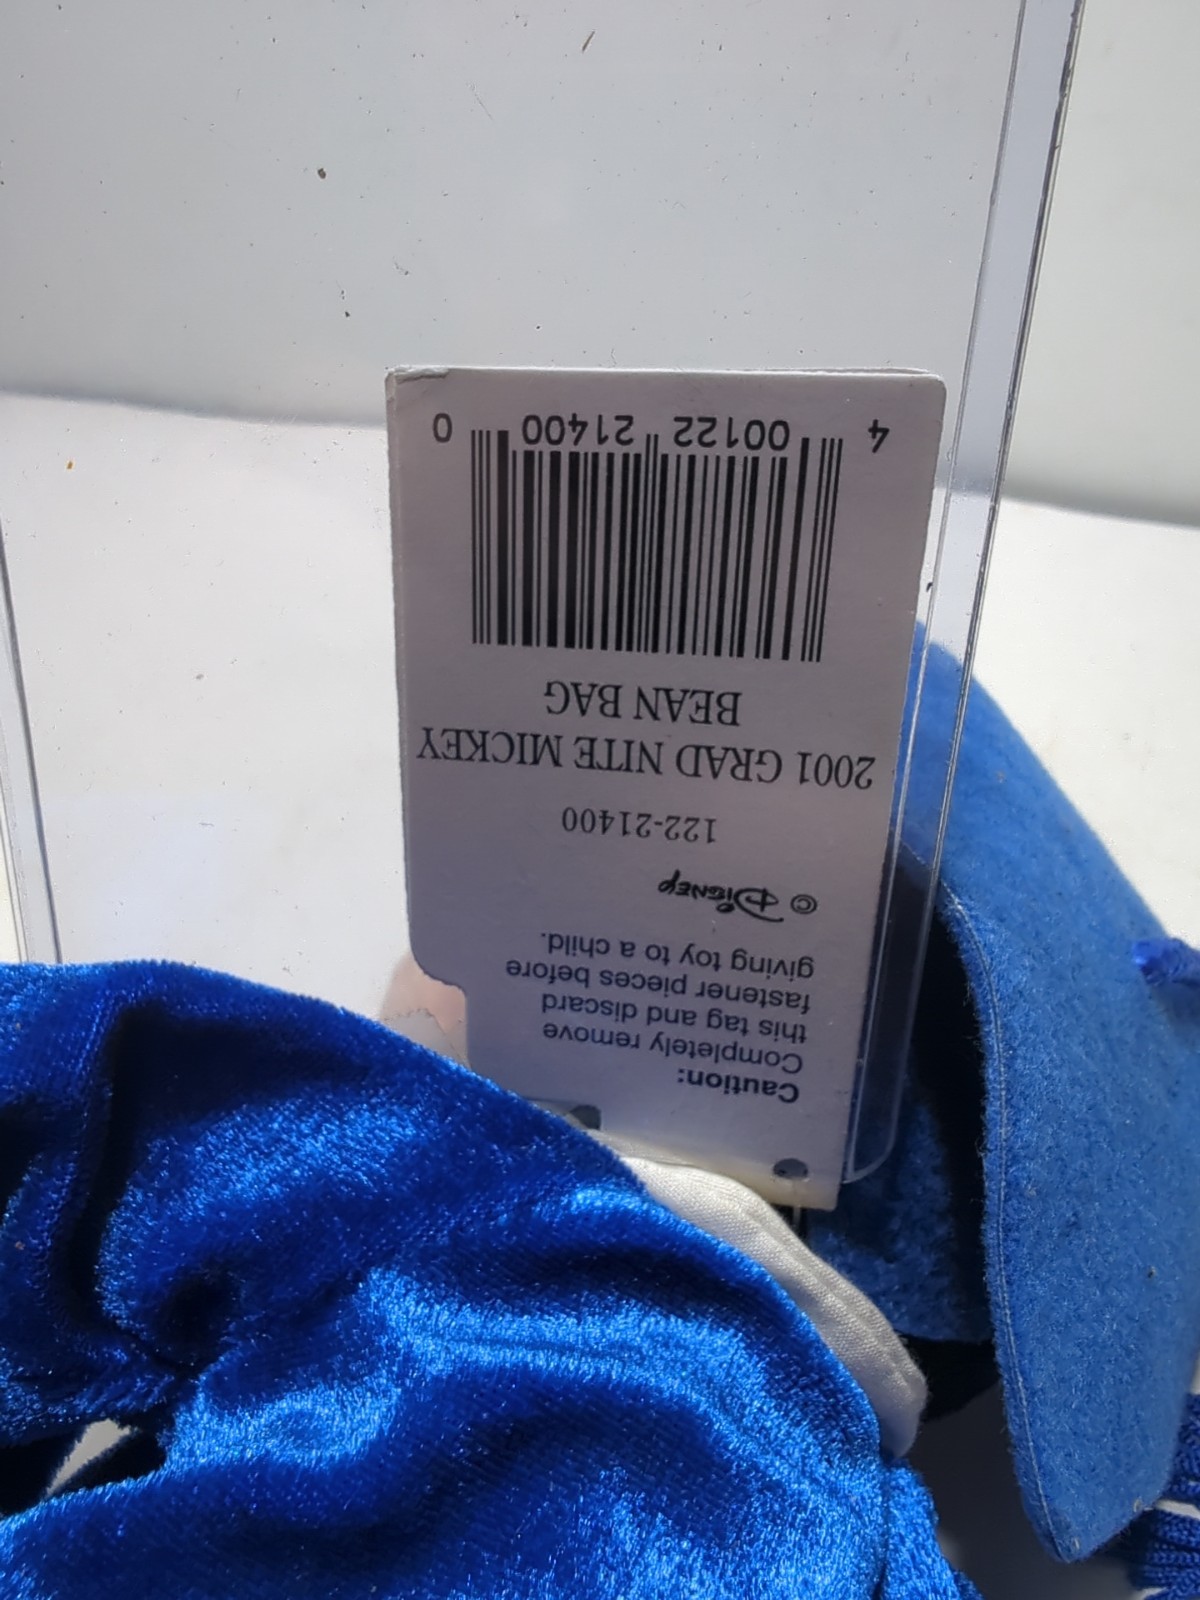 Caution:
Completely remove
this tag and discard
fastener pieces before
giving toy to a child.
© Disney
122-21400
2001 GRAD NITE MICKEY
BEAN BAG
4 00122 21400 0